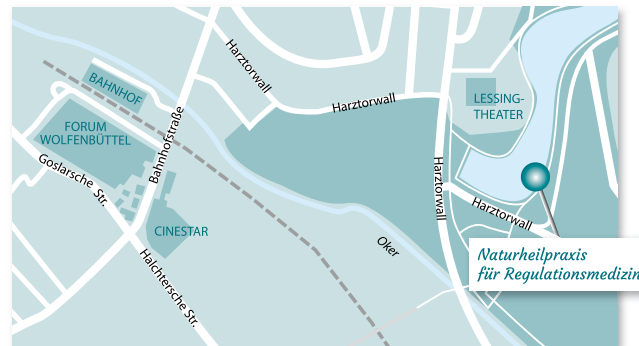 Harztorwall
BAHNHOF
Harztorwall
LESSING-
THEATER
FORUM
WOLFENBÜTTEL
Bahnhofstraße
Goslarsche Str.
Harztorwall
Harztorwall
CINESTAR
Oker
Halchtersche Str.
Naturheilpraxis
für Regulationsmedizin